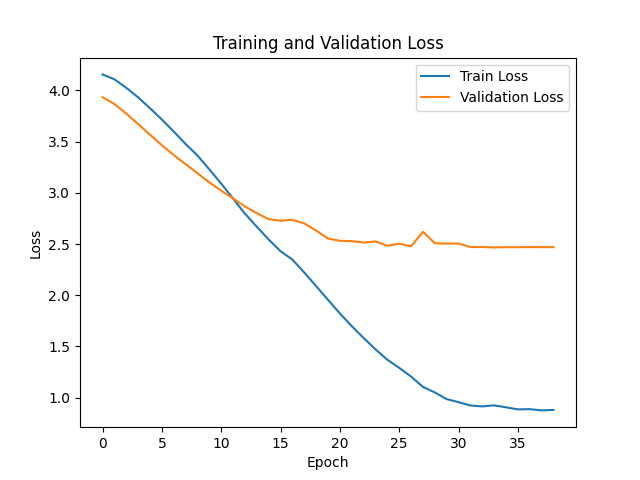 Training and Validation Loss
Train Loss
Validation Loss
4.0
3.5
3.0
2.5
2.0
1.5
1.0
Loss
0 5 10 15 20 25 30 35
Epoch